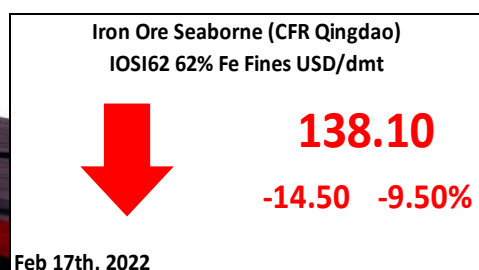 Iron Ore Seaborne (CFR Qingdao)
IOSI62 62% Fe Fines USD/dmt
138.10
-14.50 -9.50%
Feb 17th, 2022